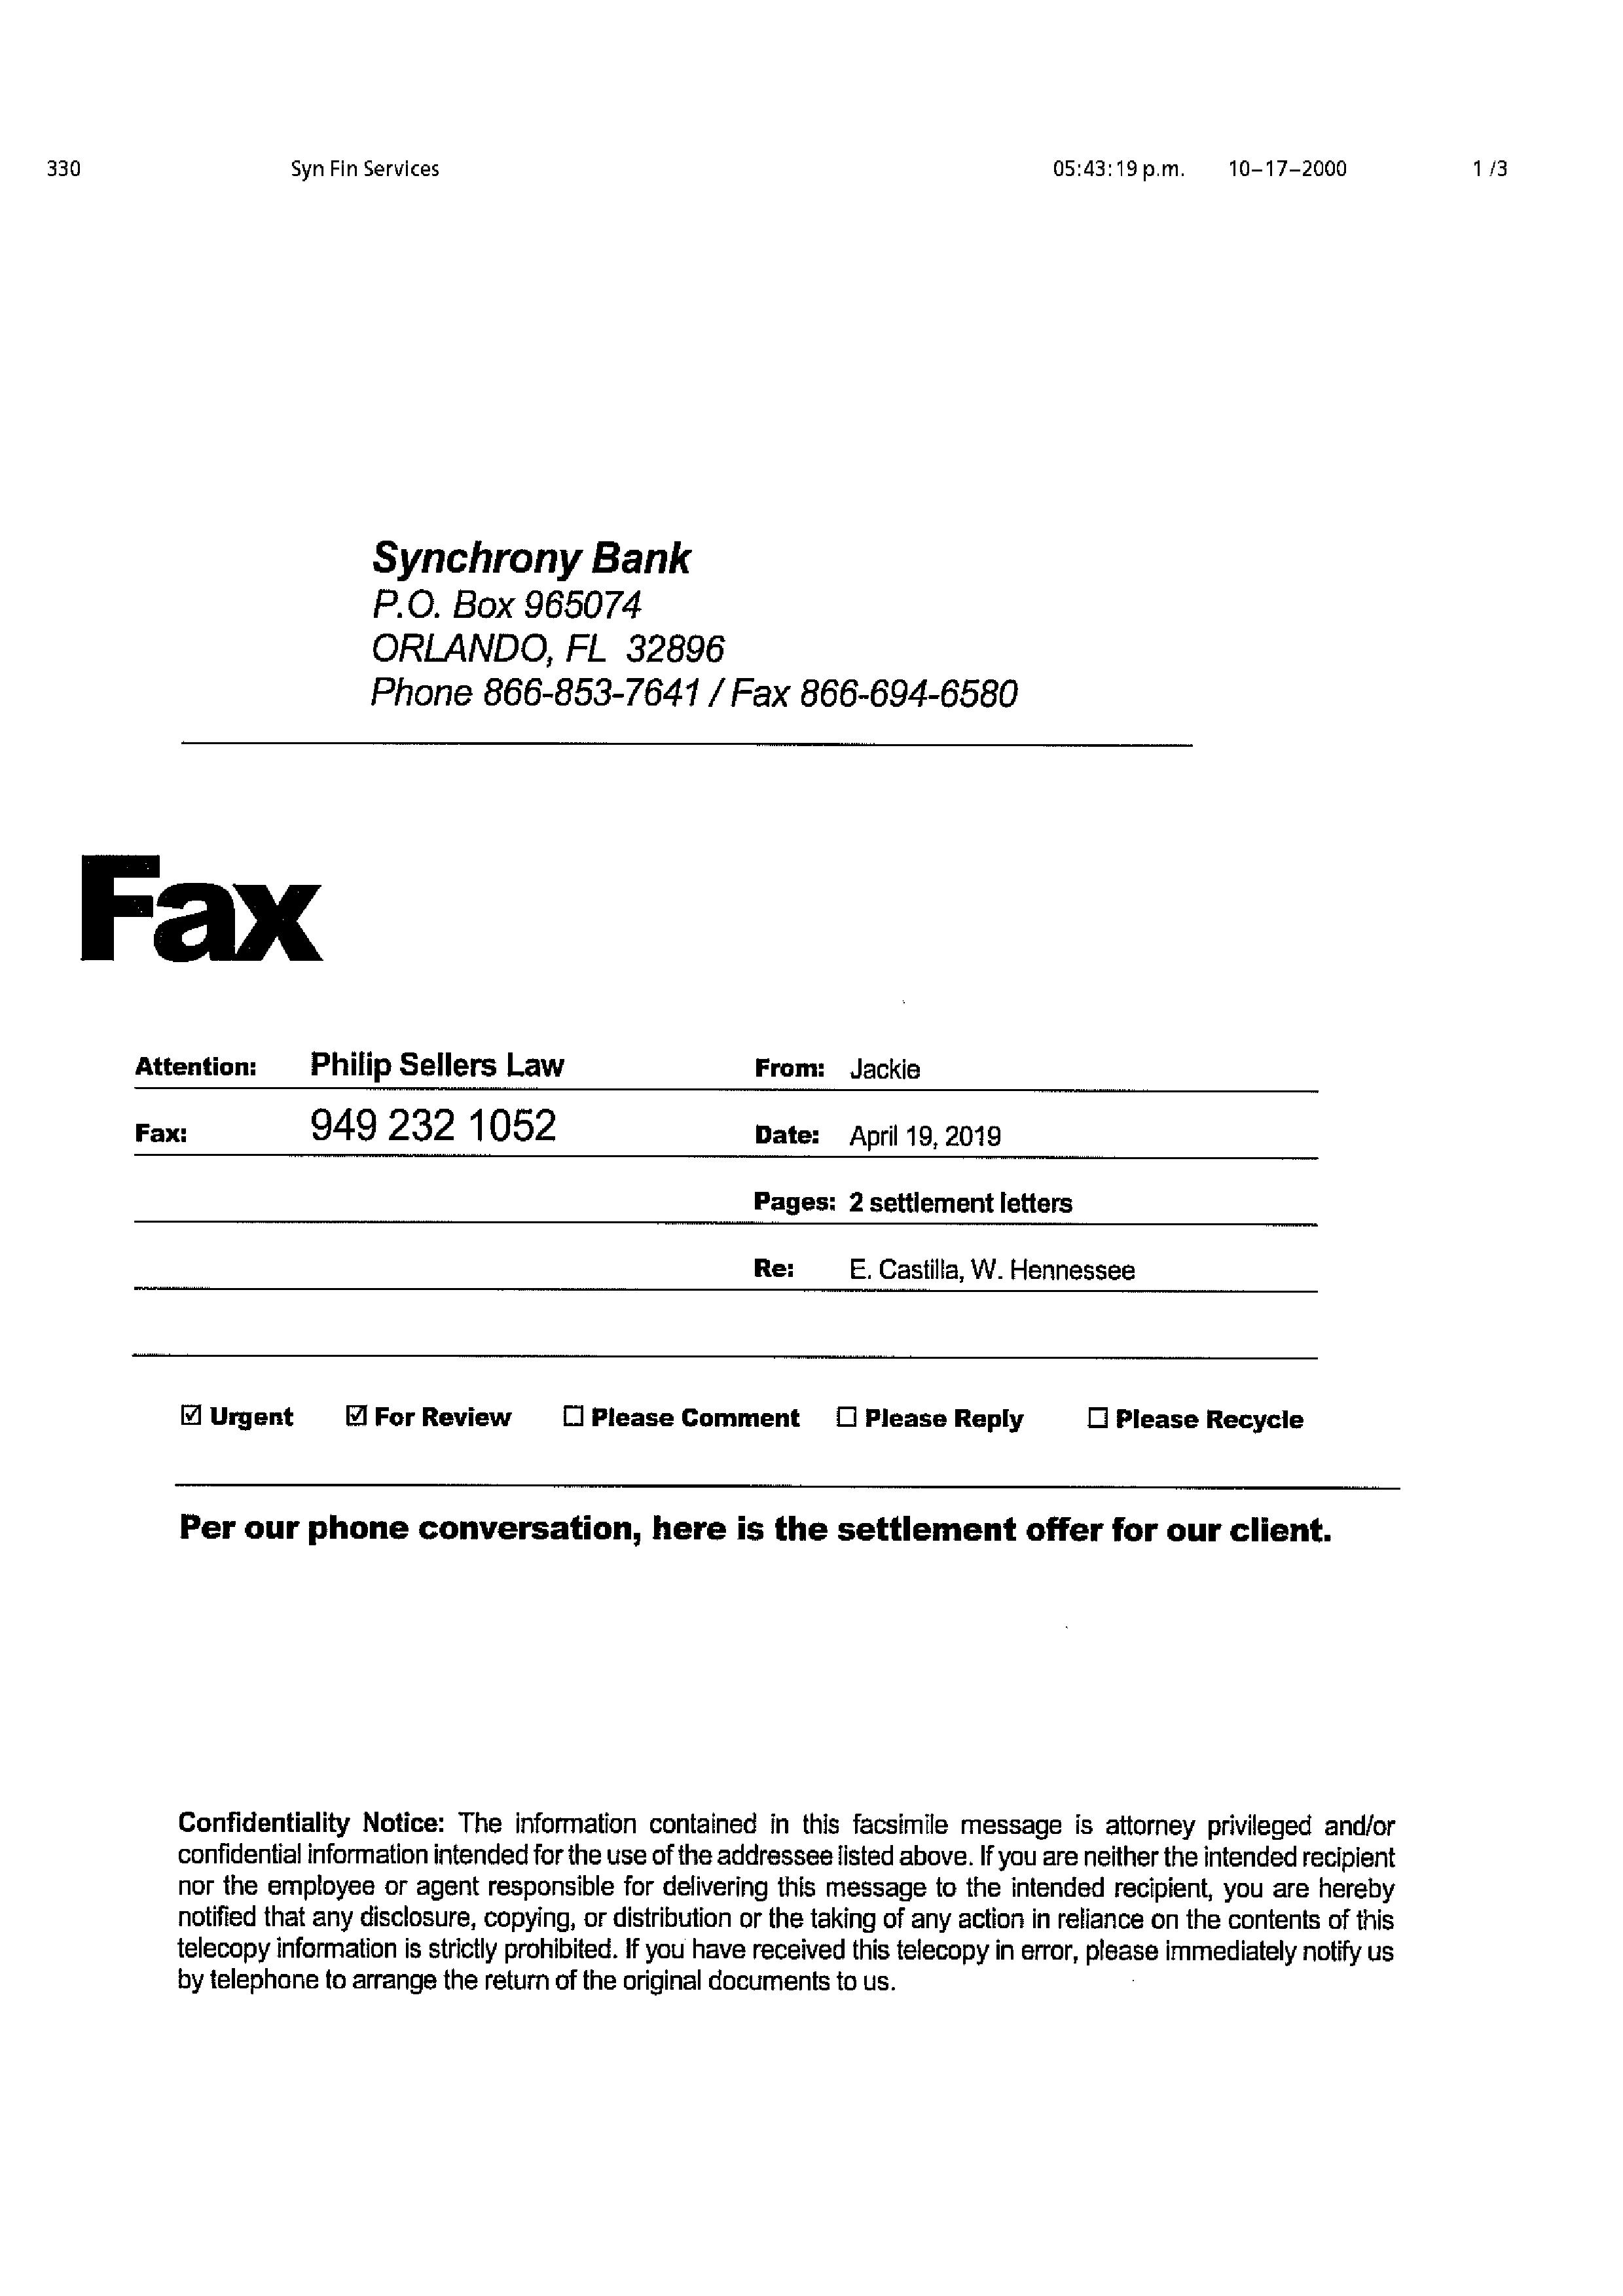 330 Syn Fin Services 05:43:19 p.m. 10-17-2000 1 /3
Synchrony Bank
P.O. Box 965074
ORLANDO, FL 32896
Phone 866-853-7641 / Fax 866-694-6580
Fax
Attention: Philip Sellers Law From: Jackie
Fax: 949 232 1052 Date: April 19, 2019
Pages: 2 settlement letters
Re: E. Castilla, W. Hennessee
☑ Urgent ☑ For Review ☐ Please Comment ☐ Please Reply ☐ Please Recycle
Per our phone conversation, here is the settlement offer for our client.
Confidentiality Notice: The information contained in this facsimile message is attorney privileged and/or
confidential information intended for the use of the addressee listed above. If you are neither the intended recipient
nor the employee or agent responsible for delivering this message to the intended recipient, you are hereby
notified that any disclosure, copying, or distribution or the taking of any action in reliance on the contents of this
telecopy information is strictly prohibited. If you have received this telecopy in error, please immediately notify us
by telephone to arrange the return of the original documents to us.